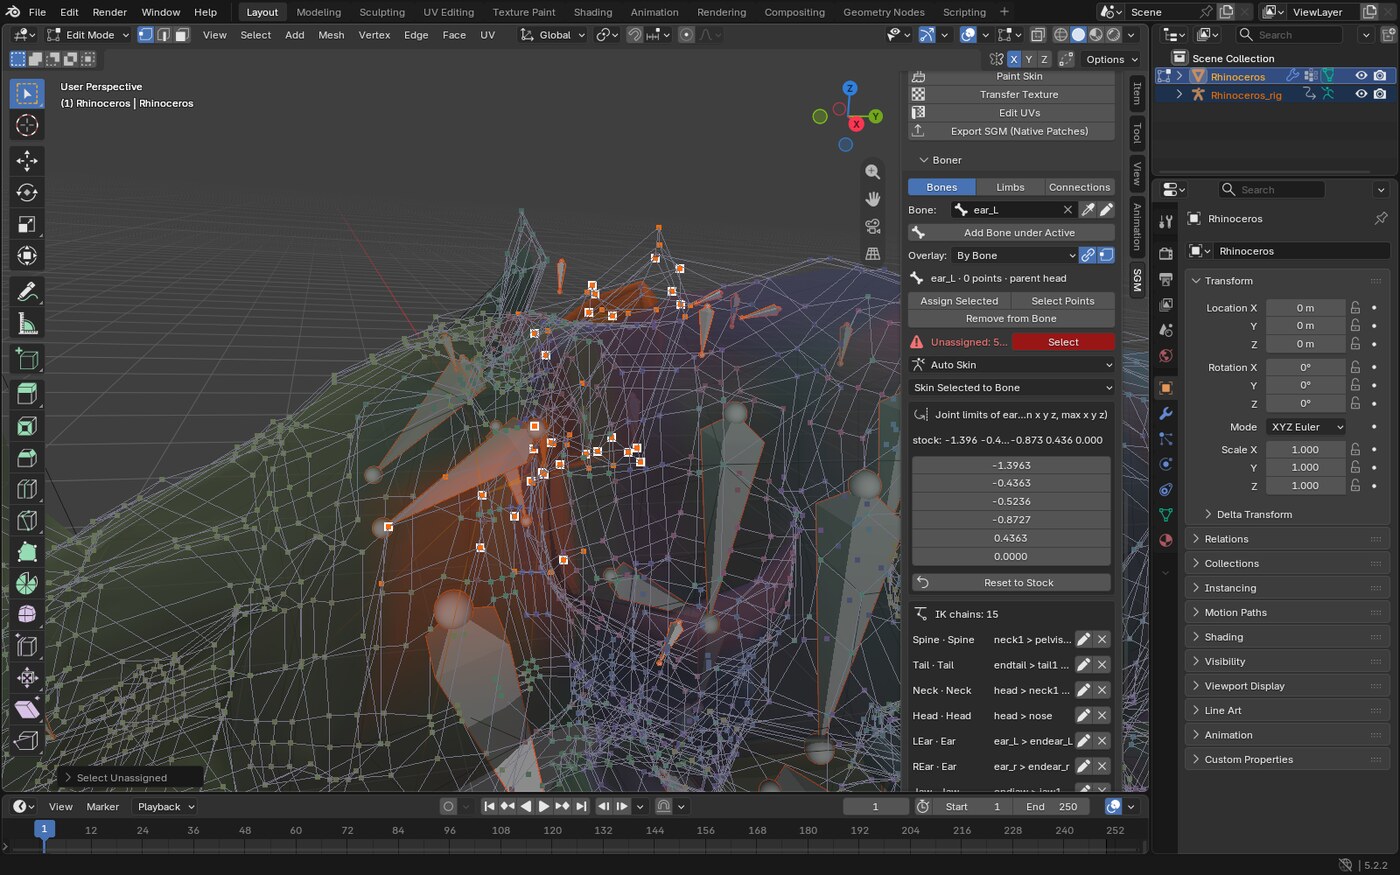 File Edit Render Window Help Layout Modeling Sculpting UV Editing Texture Paint Shading Animation Rendering Compositing Geometry Nodes Scripting + Scene ViewLayer
Edit Mode View Select Add Mesh Vertex Edge Face UV Global Search
X Y Z Options
Scene Collection
Rhinoceros
Rhinoceros_rig
User Perspective
(1) Rhinoceros | Rhinoceros
Z
Y
X
Paint Skin
Transfer Texture
Edit UVs
Export SGM (Native Patches)
Boner
Bones Limbs Connections
Bone: ear_L
Add Bone under Active
Overlay: By Bone
ear_L · 0 points · parent head
Assign Selected Select Points
Remove from Bone
Unassigned: 5... Select
Auto Skin
Skin Selected to Bone
Joint limits of ear...n x y z, max x y z)
stock: -1.396 -0.4...-0.873 0.436 0.000
-1.3963
-0.4363
-0.5236
-0.8727
0.4363
0.0000
Reset to Stock
IK chains: 15
Spine · Spine neck1 > pelvis...
Tail · Tail endtail > tail1 ...
Neck · Neck head > neck1 ...
Head · Head head > nose
LEar · Ear ear_L > endear_L
REar · Ear ear_r > endear_r
Item
Tool
View
Animation
SGM
Search
Rhinoceros
Rhinoceros
Transform
Location X 0 m
Y 0 m
Z 0 m
Rotation X 0°
Y 0°
Z 0°
Mode XYZ Euler
Scale X 1.000
Y 1.000
Z 1.000
Delta Transform
Relations
Collections
Instancing
Motion Paths
Shading
Visibility
Viewport Display
Line Art
Animation
Custom Properties
Select Unassigned
View Marker Playback 1 Start 1 End 250
1 12 24 36 48 60 72 84 96 108 120 132 144 156 168 180 192 204 216 228 240 252
5.2.2